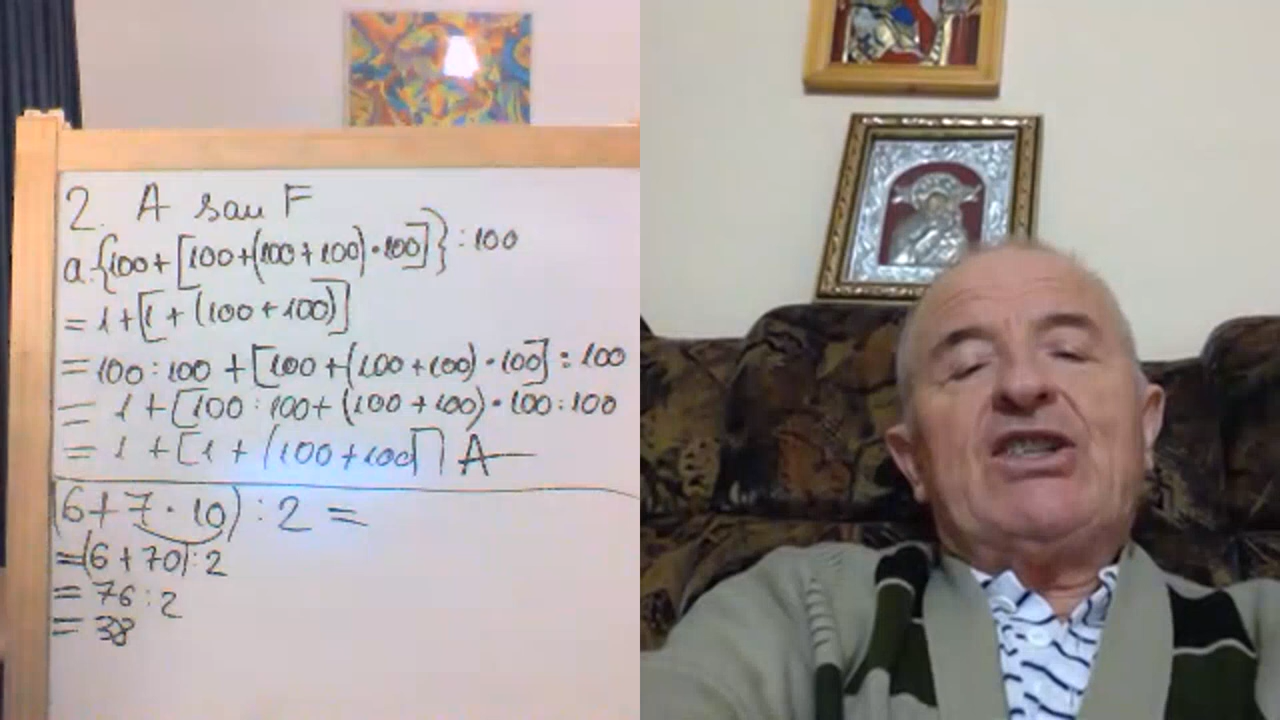 2. A sau F
a. {100+[100+(100+100)·100]}:100
=1+[1+(100+100)]
=100:100+[100+(100+100)·100]:100
= 1+[100:100+(100+100)·100:100
= 1+[1+(100+100)] A
(6+7·10):2=
=(6+70):2
= 76:2
= 38